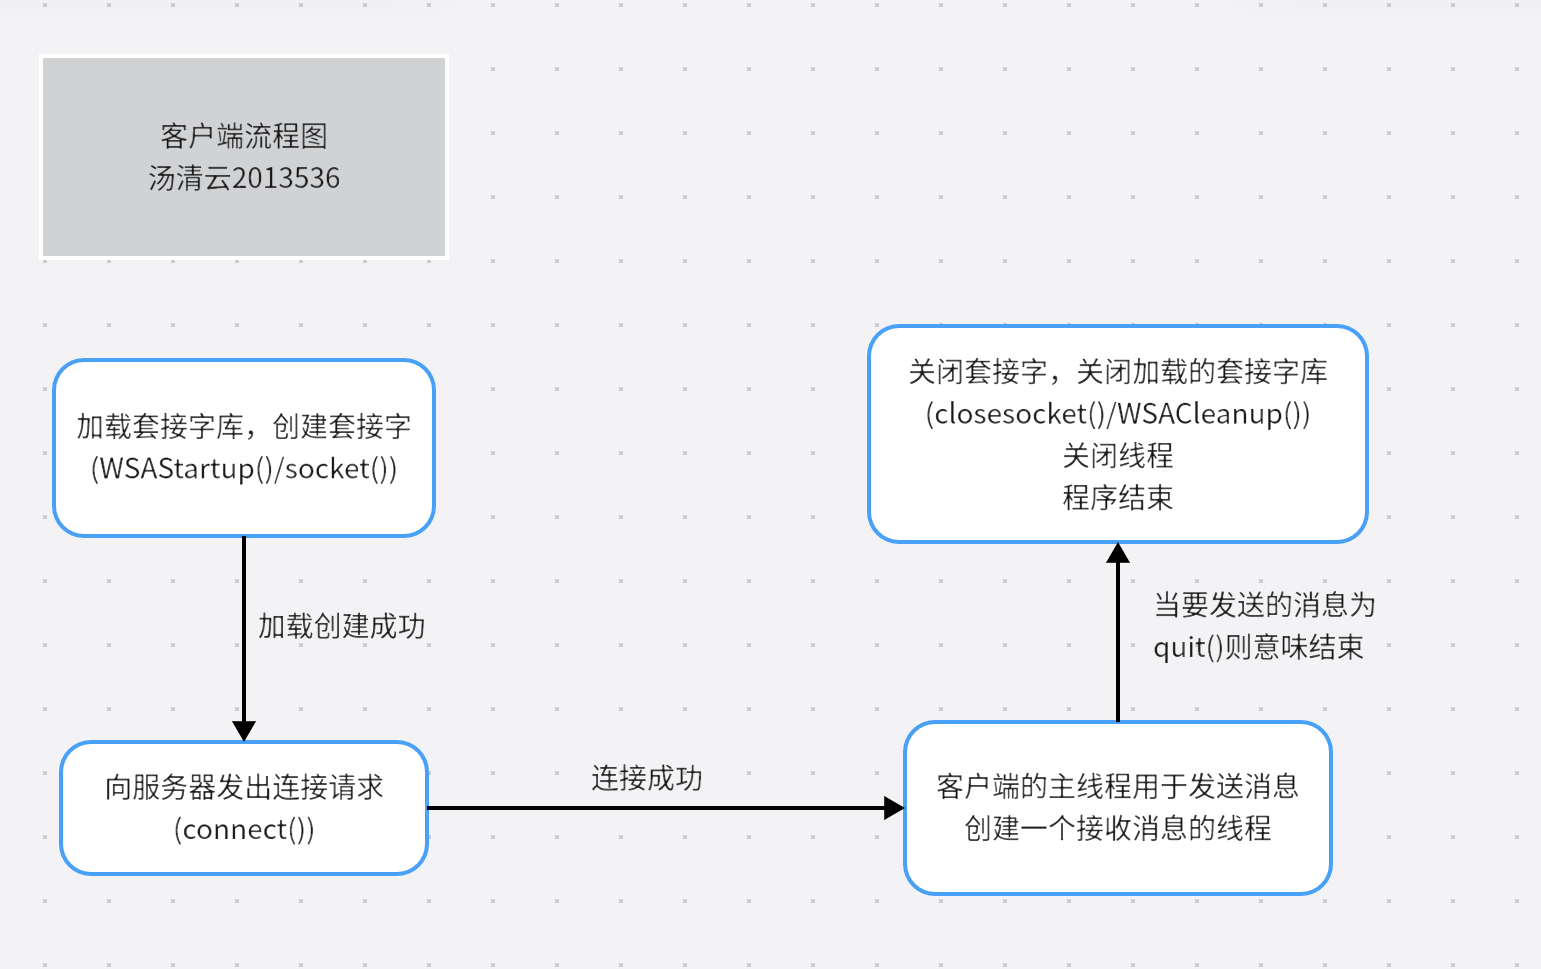 客户端流程图
汤清云2013536
加载套接字库，创建套接字
(WSAStartup()/socket())
加载创建成功
向服务器发出连接请求
(connect())
连接成功
客户端的主线程用于发送消息
创建一个接收消息的线程
当要发送的消息为
quit()则意味结束
关闭套接字，关闭加载的套接字库
(closesocket()/WSACleanup())
关闭线程
程序结束